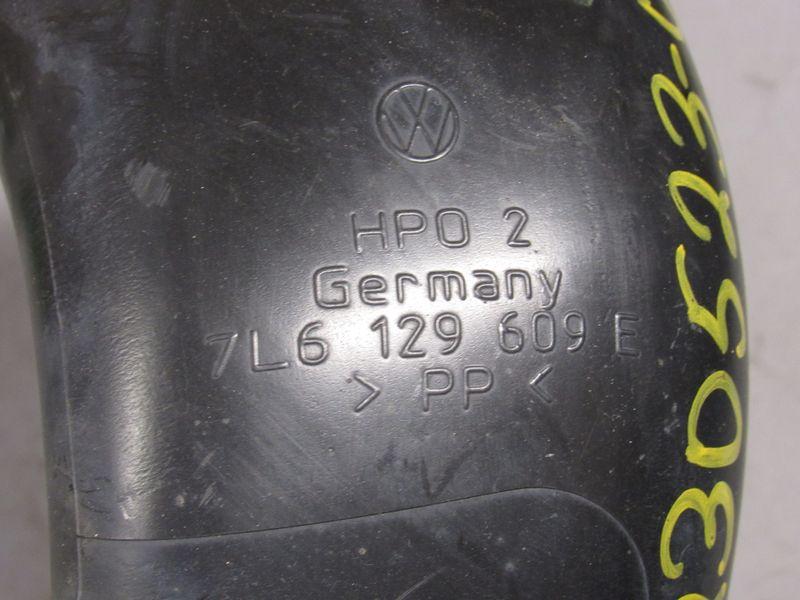 HPO 2
Germany
7L6 129 609 E
> PP <